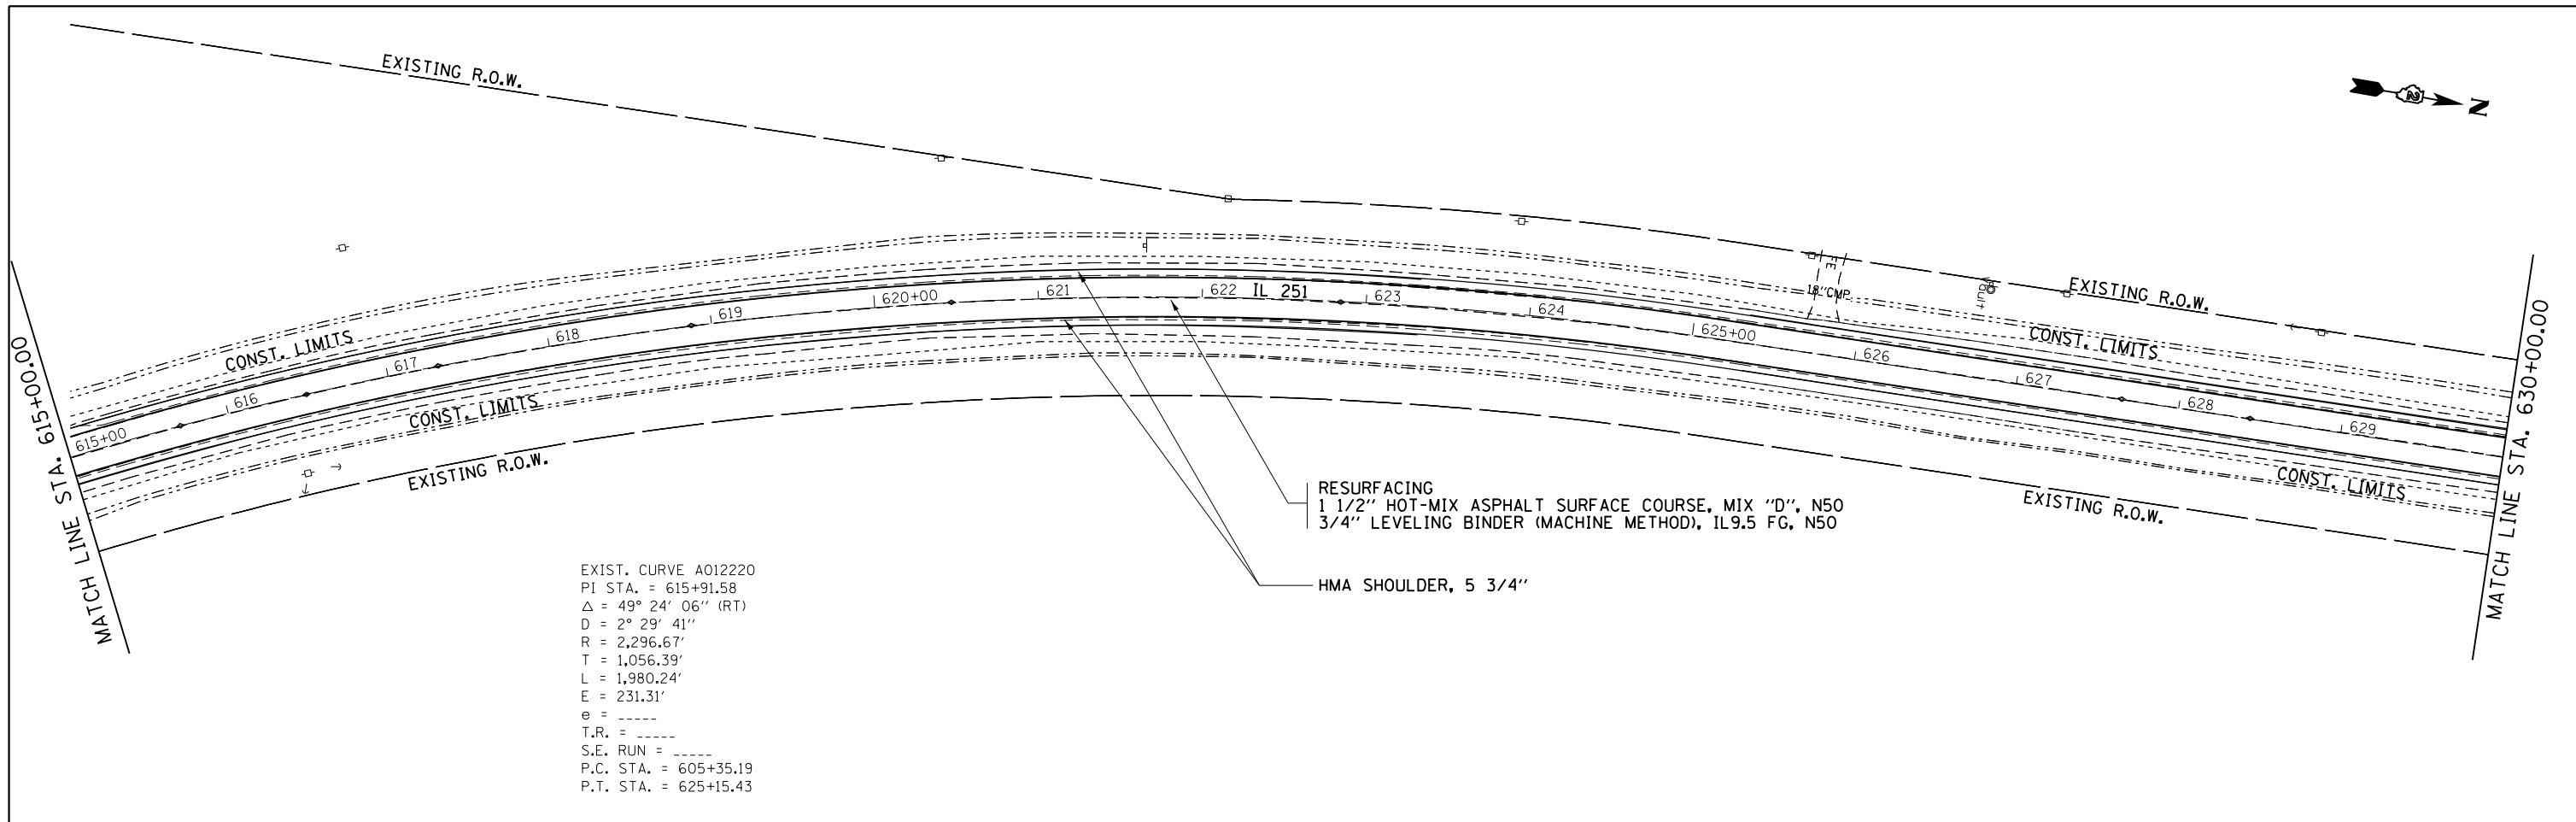 EXISTING R.O.W.
N
2
EXISTING R.O.W.
CONST. LIMITS
CONST. LIMITS
FE
18"CMP
Vault
615+00
616
617
618
619
620+00
621
622
IL 251
623
624
625+00
626
627
628
629
CONST. LIMITS
CONST. LIMITS
EXISTING R.O.W.
EXISTING R.O.W.
MATCH LINE STA. 615+00.00
MATCH LINE STA. 630+00.00
RESURFACING
1 1/2" HOT-MIX ASPHALT SURFACE COURSE, MIX "D", N50
3/4" LEVELING BINDER (MACHINE METHOD), IL9.5 FG, N50
HMA SHOULDER, 5 3/4"
EXIST. CURVE A012220
PI STA. = 615+91.58
Δ = 49° 24' 06" (RT)
D = 2° 29' 41"
R = 2,296.67'
T = 1,056.39'
L = 1,980.24'
E = 231.31'
e = _____
T.R. = _____
S.E. RUN = _____
P.C. STA. = 605+35.19
P.T. STA. = 625+15.43